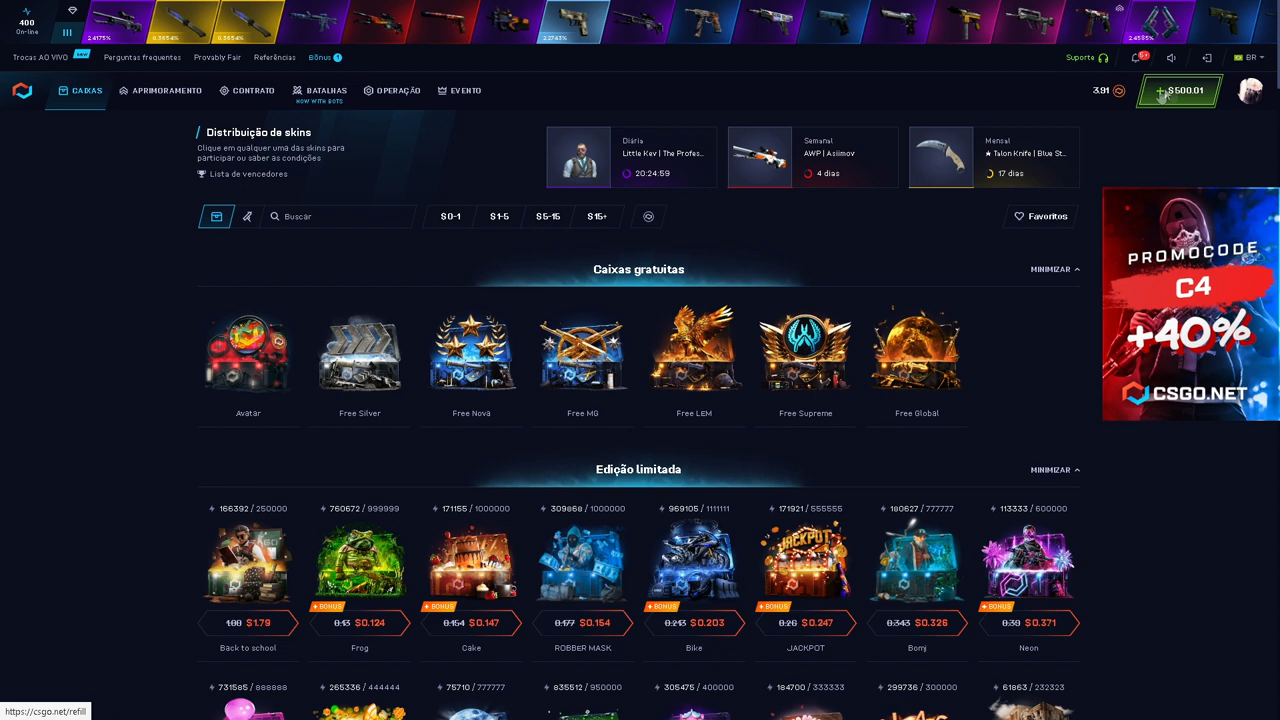 400
On-line
2.4175%
0.3654%
0.3654%
2.2743%
2.4585%
Trocas AO VIVO NEW
Perguntas frequentes
Provably Fair
Referências
Bônus 1
Suporte
5+
BR
CAIXAS
APRIMORAMENTO
CONTRATO
BATALHAS
NOW WITH BOTS
OPERAÇÃO
EVENTO
3.91
+ $500.01
Distribuição de skins
Clique em qualquer uma das skins para
participar ou saber as condições
Lista de vencedores
Diária
Little Kev | The Profes...
20:24:59
Semanal
AWP | Asiimov
4 dias
Mensal
★ Talon Knife | Blue St...
17 dias
Buscar
$0-1
$1-5
$5-15
$15+
Favoritos
PROMOCODE
C4
+40%
CSGO.NET
Caixas gratuitas
MINIMIZAR
Avatar
Free Silver
Free Nova
Free MG
Free LEM
Free Supreme
Free Global
Edição limitada
MINIMIZAR
166392 / 250000
760672 / 999999
171155 / 1000000
309868 / 1000000
969105 / 1111111
171921 / 555555
180627 / 777777
113333 / 600000
JACKPOT
+ BONUS
+ BONUS
+ BONUS
+ BONUS
+ BONUS
1.88 $1.79
0.13 $0.124
0.154 $0.147
0.177 $0.154
0.213 $0.203
0.26 $0.247
0.343 $0.326
0.39 $0.371
Back to school
Frog
Cake
ROBBER MASK
Bike
JACKPOT
Bomj
Neon
731585 / 888888
265336 / 444444
75710 / 777777
835512 / 950000
305475 / 400000
184700 / 333333
299736 / 300000
61863 / 232323
https://csgo.net/refill